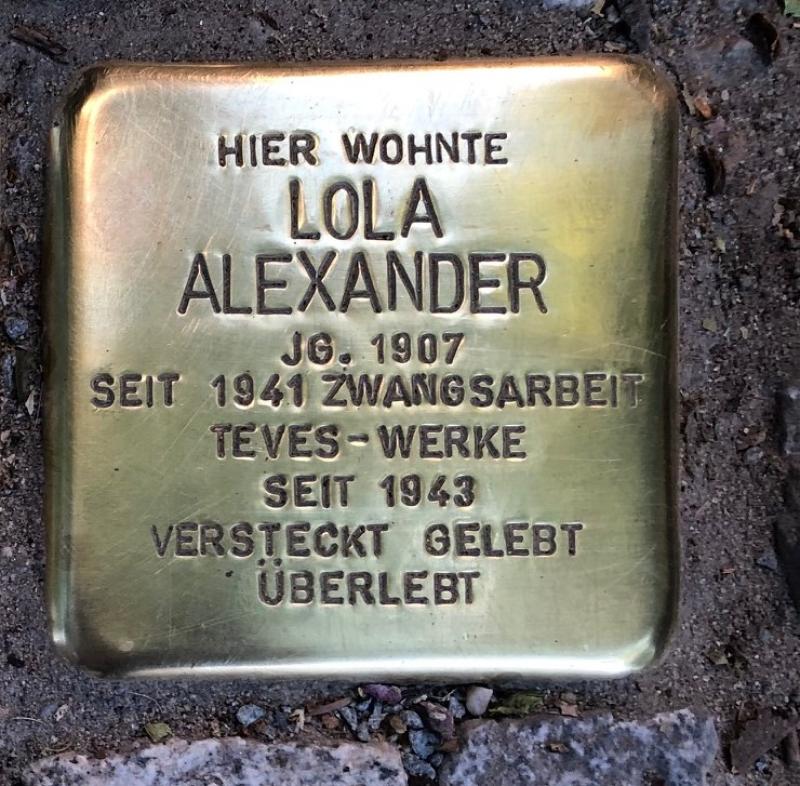 HIER WOHNTE
LOLA
ALEXANDER
JG. 1907
SEIT 1941 ZWANGSARBEIT
TEVES-WERKE
SEIT 1943
VERSTECKT GELEBT
ÜBERLEBT